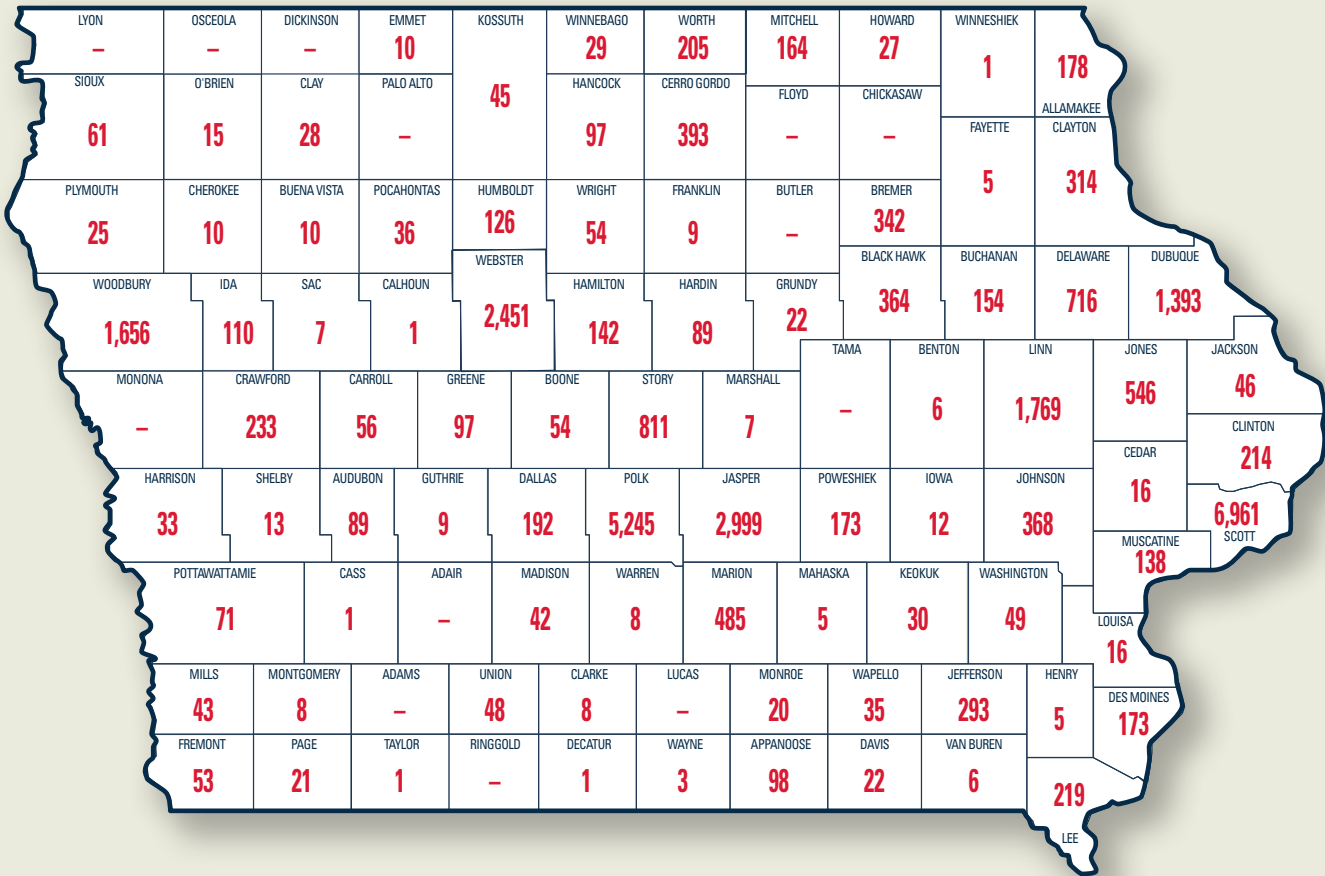 LYON OSCEOLA DICKINSON EMMET KOSSUTH WINNEBAGO WORTH MITCHELL HOWARD WINNESHIEK
– – – 10 29 205 164 27
1 178
SIOUX O'BRIEN CLAY PALO ALTO HANCOCK CERRO GORDO
45
FLOYD CHICKASAW
ALLAMAKEE
61 15 28 – 97 393 – –
FAYETTE CLAYTON
5 314
PLYMOUTH CHEROKEE BUENA VISTA POCAHONTAS HUMBOLDT WRIGHT FRANKLIN BUTLER BREMER
126 342
25 10 10 36 54 9 –
WEBSTER BLACK HAWK BUCHANAN DELAWARE DUBUQUE
WOODBURY IDA SAC CALHOUN HAMILTON HARDIN GRUNDY
364 154 716 1,393
2,451 22
1,656 110 7 1 142 89
TAMA BENTON LINN JONES JACKSON
MONONA CRAWFORD CARROLL GREENE BOONE STORY MARSHALL
546 46
– 6 1,769
– 233 56 97 54 811 7
CLINTON
CEDAR 214
HARRISON SHELBY AUDUBON GUTHRIE DALLAS POLK JASPER POWESHIEK IOWA JOHNSON
16
33 13 89 9 192 5,245 2,999 173 12 368
6,961
SCOTT
MUSCATINE
138
POTTAWATTAMIE CASS ADAIR MADISON WARREN MARION MAHASKA KEOKUK WASHINGTON
71 1 – 42 8 485 5 30 49
LOUISA
16
MILLS MONTGOMERY ADAMS UNION CLARKE LUCAS MONROE WAPELLO JEFFERSON HENRY
DES MOINES
43 8 – 48 8 – 20 35 293 5 173
FREMONT PAGE TAYLOR RINGGOLD DECATUR WAYNE APPANOOSE DAVIS VAN BUREN
53 21 1 – 1 3 98 22 6
219
LEE